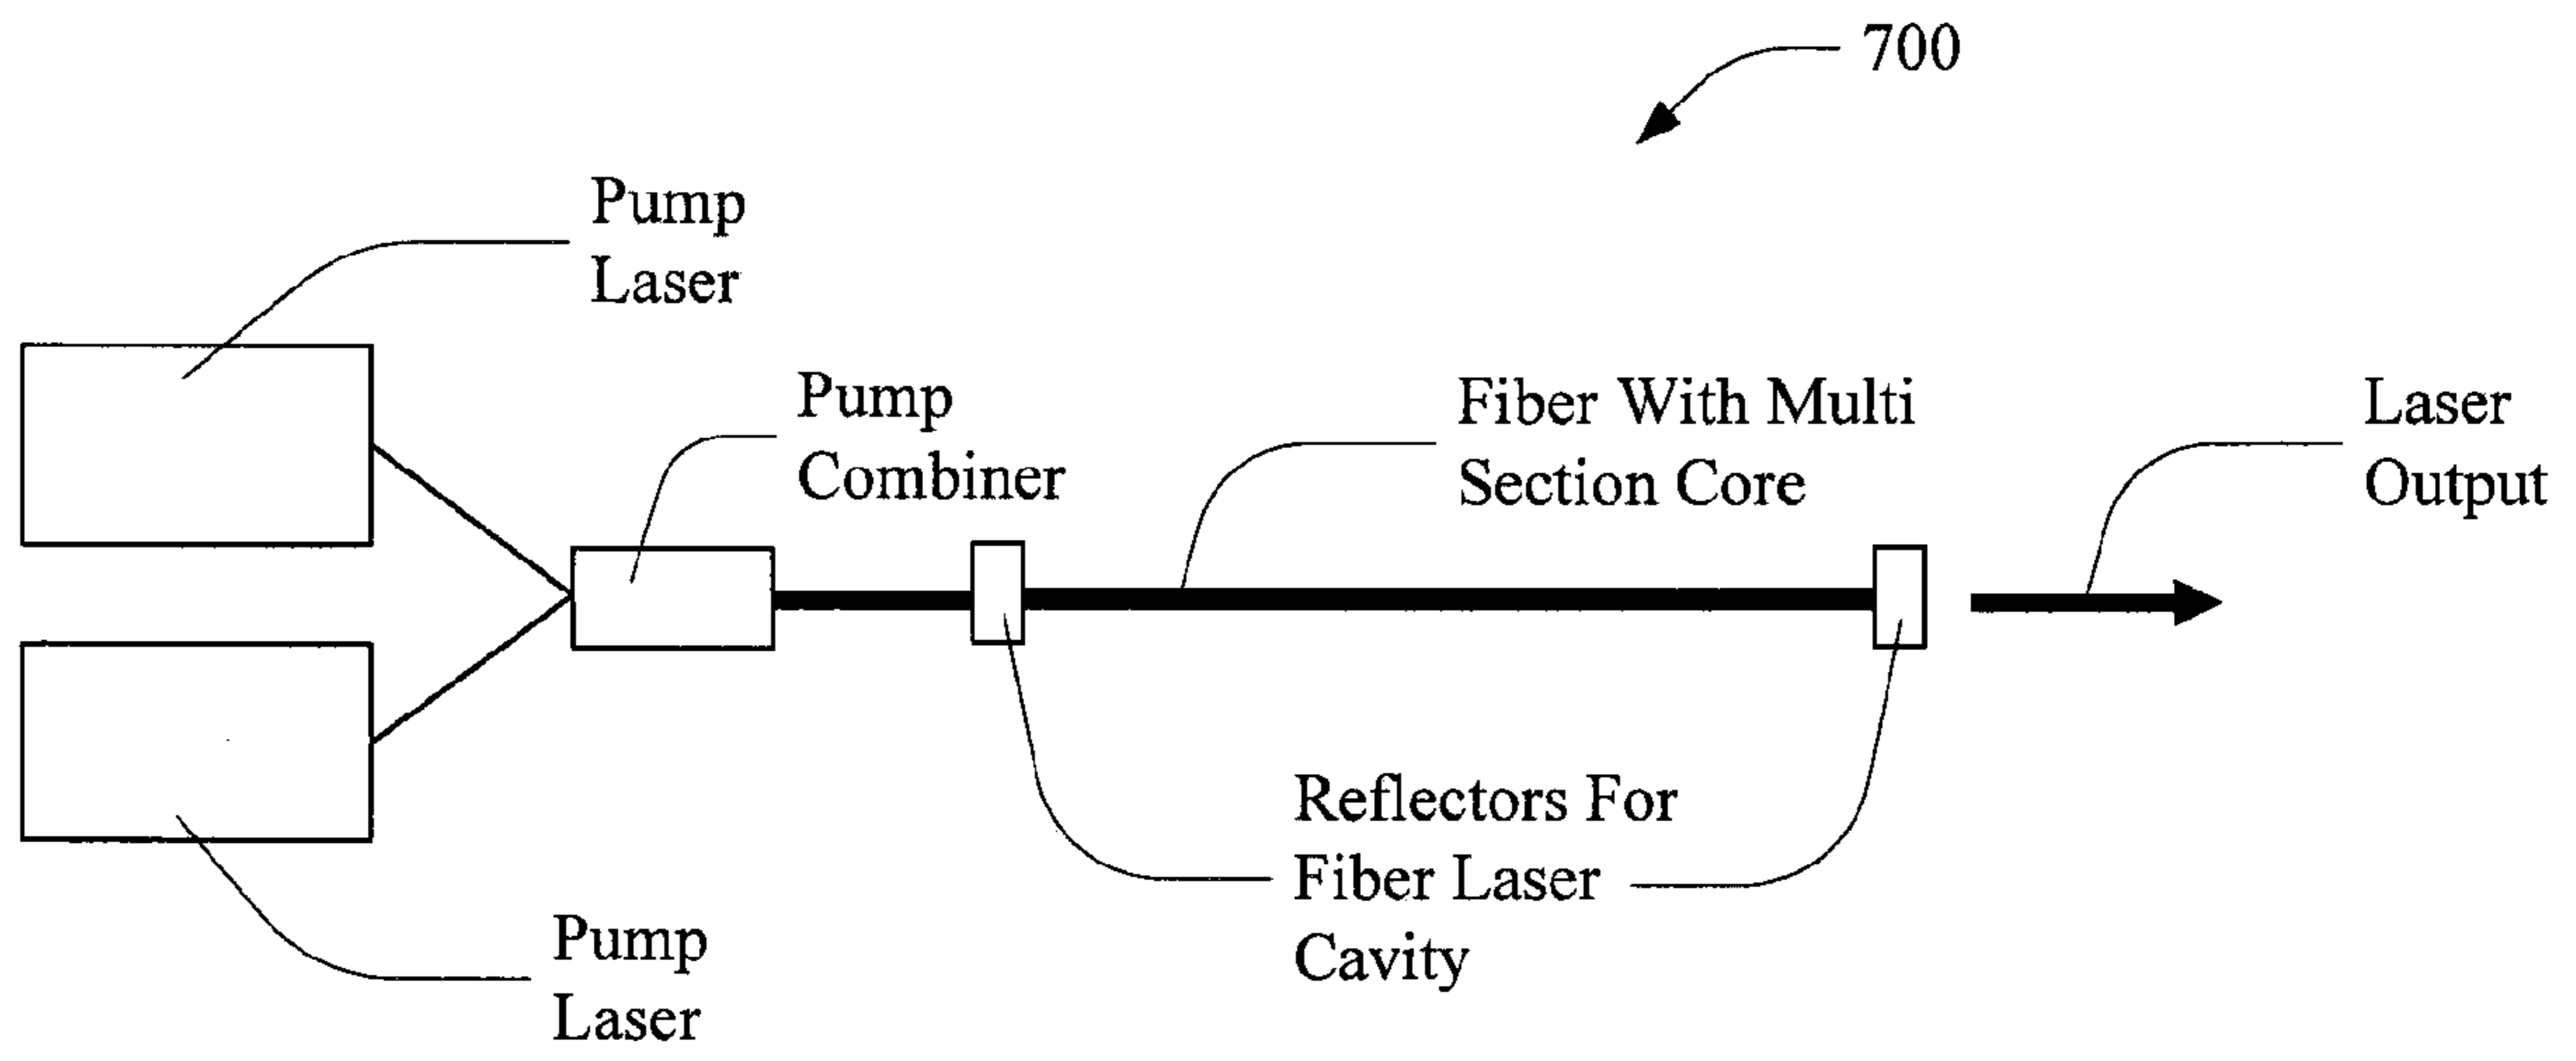 700
Pump
Laser
Pump
Combiner
Fiber With Multi
Section Core
Laser
Output
Reflectors For
Fiber Laser
Cavity
Pump
Laser